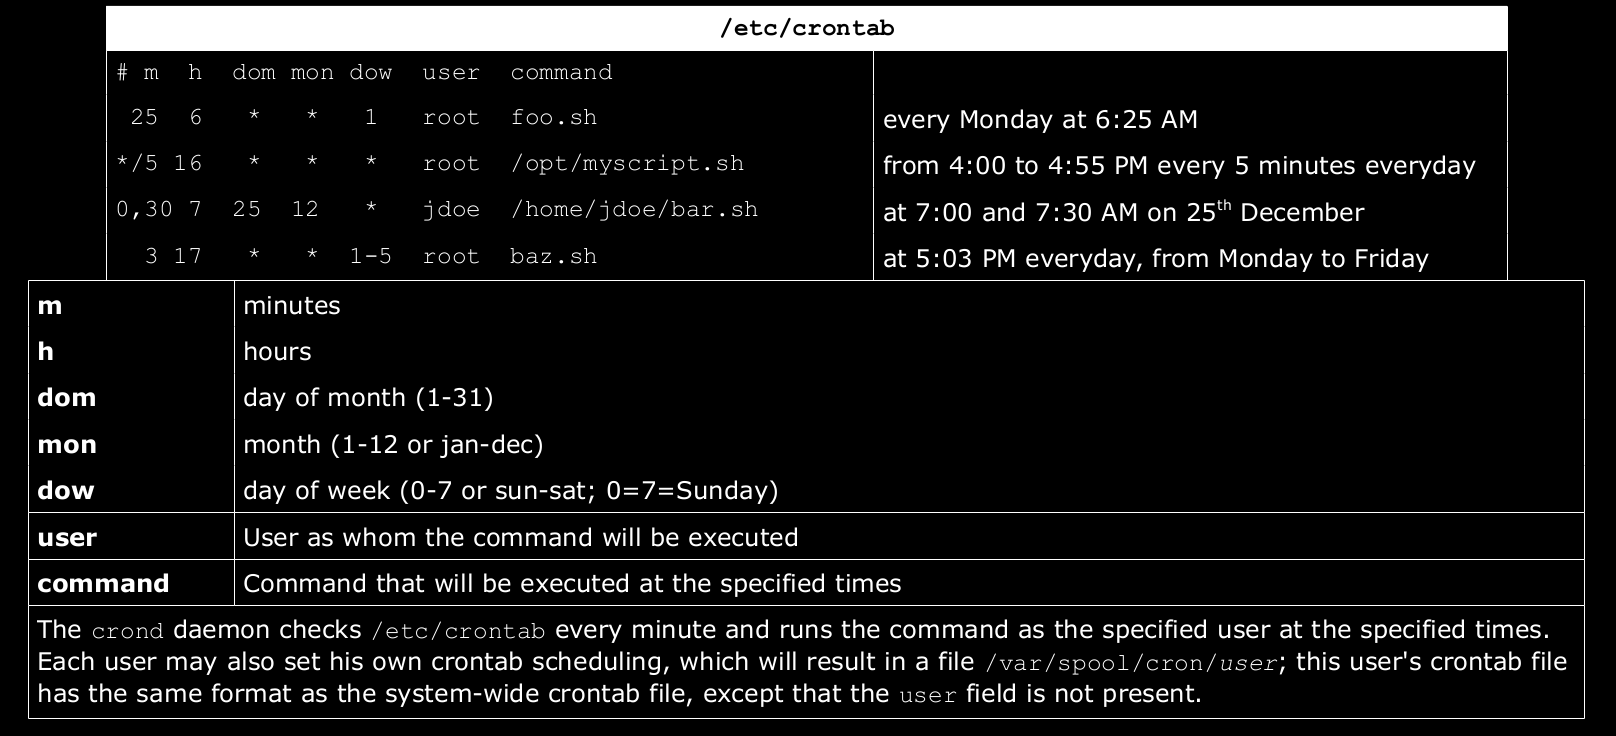 /etc/crontab
# m h dom mon dow user command
25 6 * * 1 root foo.sh every Monday at 6:25 AM
*/5 16 * * * root /opt/myscript.sh from 4:00 to 4:55 PM every 5 minutes everyday
0,30 7 25 12 * jdoe /home/jdoe/bar.sh at 7:00 and 7:30 AM on 25th December
3 17 * * 1-5 root baz.sh at 5:03 PM everyday, from Monday to Friday
m minutes
h hours
dom day of month (1-31)
mon month (1-12 or jan-dec)
dow day of week (0-7 or sun-sat; 0=7=Sunday)
user User as whom the command will be executed
command Command that will be executed at the specified times
The crond daemon checks /etc/crontab every minute and runs the command as the specified user at the specified times.
Each user may also set his own crontab scheduling, which will result in a file /var/spool/cron/user; this user's crontab file
has the same format as the system-wide crontab file, except that the user field is not present.